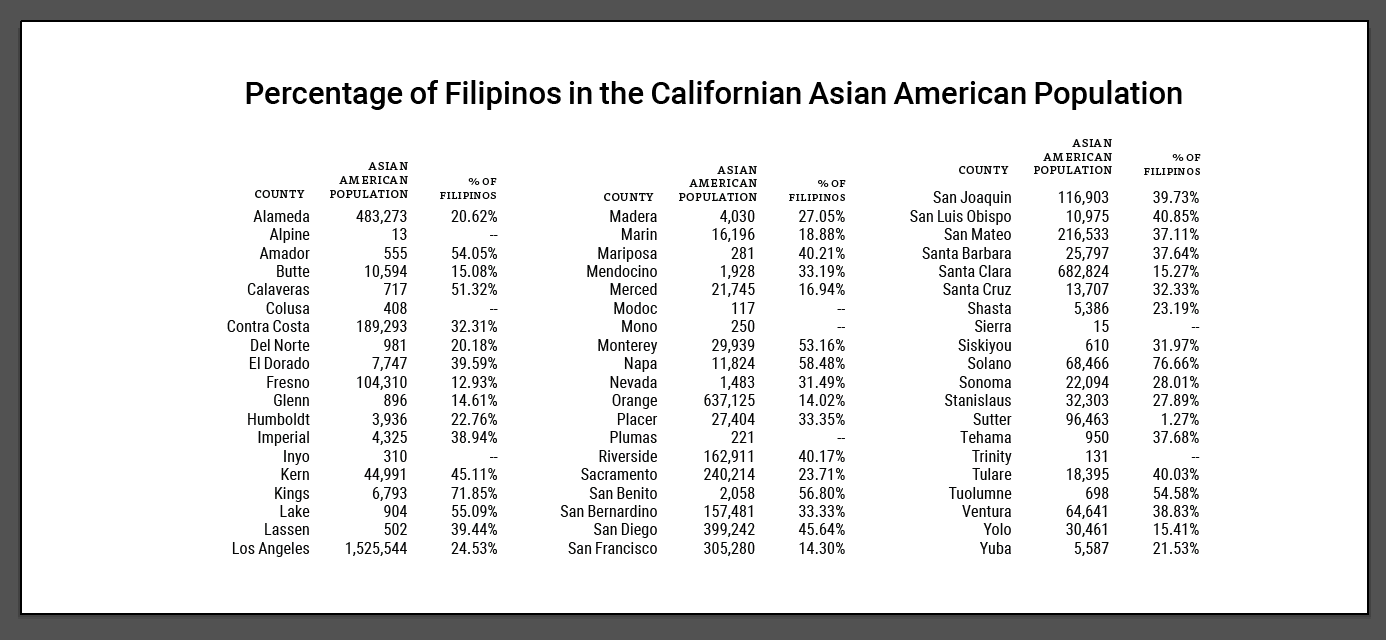 Percentage of Filipinos in the Californian Asian American Population
COUNTY ASIAN AMERICAN POPULATION % OF FILIPINOS
Alameda 483,273 20.62%
Alpine 13 --
Amador 555 54.05%
Butte 10,594 15.08%
Calaveras 717 51.32%
Colusa 408 --
Contra Costa 189,293 32.31%
Del Norte 981 20.18%
El Dorado 7,747 39.59%
Fresno 104,310 12.93%
Glenn 896 14.61%
Humboldt 3,936 22.76%
Imperial 4,325 38.94%
Inyo 310 --
Kern 44,991 45.11%
Kings 6,793 71.85%
Lake 904 55.09%
Lassen 502 39.44%
Los Angeles 1,525,544 24.53%
COUNTY ASIAN AMERICAN POPULATION % OF FILIPINOS
Madera 4,030 27.05%
Marin 16,196 18.88%
Mariposa 281 40.21%
Mendocino 1,928 33.19%
Merced 21,745 16.94%
Modoc 117 --
Mono 250 --
Monterey 29,939 53.16%
Napa 11,824 58.48%
Nevada 1,483 31.49%
Orange 637,125 14.02%
Placer 27,404 33.35%
Plumas 221 --
Riverside 162,911 40.17%
Sacramento 240,214 23.71%
San Benito 2,058 56.80%
San Bernardino 157,481 33.33%
San Diego 399,242 45.64%
San Francisco 305,280 14.30%
COUNTY ASIAN AMERICAN POPULATION % OF FILIPINOS
San Joaquin 116,903 39.73%
San Luis Obispo 10,975 40.85%
San Mateo 216,533 37.11%
Santa Barbara 25,797 37.64%
Santa Clara 682,824 15.27%
Santa Cruz 13,707 32.33%
Shasta 5,386 23.19%
Sierra 15 --
Siskiyou 610 31.97%
Solano 68,466 76.66%
Sonoma 22,094 28.01%
Stanislaus 32,303 27.89%
Sutter 96,463 1.27%
Tehama 950 37.68%
Trinity 131 --
Tulare 18,395 40.03%
Tuolumne 698 54.58%
Ventura 64,641 38.83%
Yolo 30,461 15.41%
Yuba 5,587 21.53%